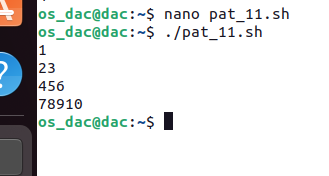 os_dac@dac:~$ nano pat_11.sh
os_dac@dac:~$ ./pat_11.sh
1
23
456
78910
os_dac@dac:~$